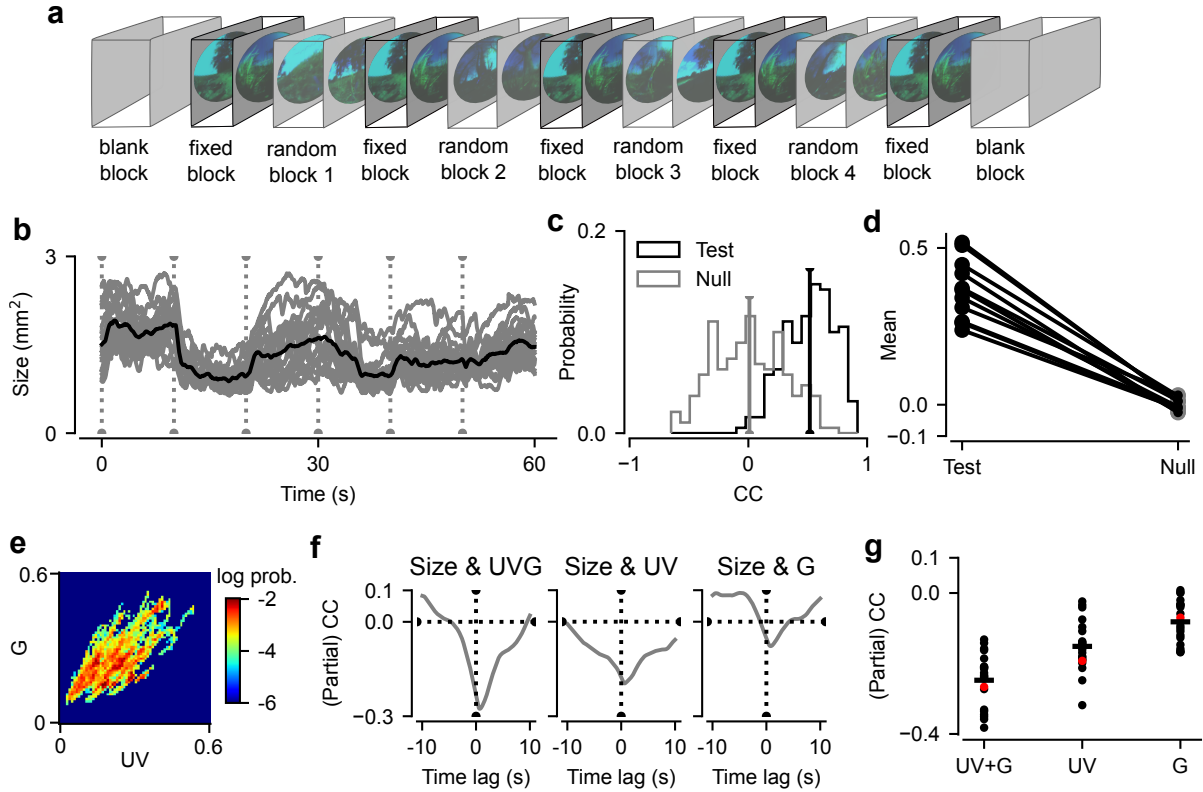 a
blank block
fixed block
random block 1
fixed block
random block 2
fixed block
random block 3
fixed block
random block 4
fixed block
blank block
b
Size (mm²)
3
0
0
30
60
Time (s)
c
Probability
0.2
0.0
Test
Null
−1
0
1
CC
d
Mean
0.5
0.0
−0.1
Test
Null
e
G
0.6
0
0
0.6
UV
log prob.
−2
−6
f
(Partial) CC
Size & UVG
Size & UV
Size & G
0.1
0.0
−0.3
-10
0
10
-10
0
10
-10
0
10
Time lag (s)
Time lag (s)
Time lag (s)
g
(Partial) CC
0.1
0.0
−0.4
UV+G
UV
G